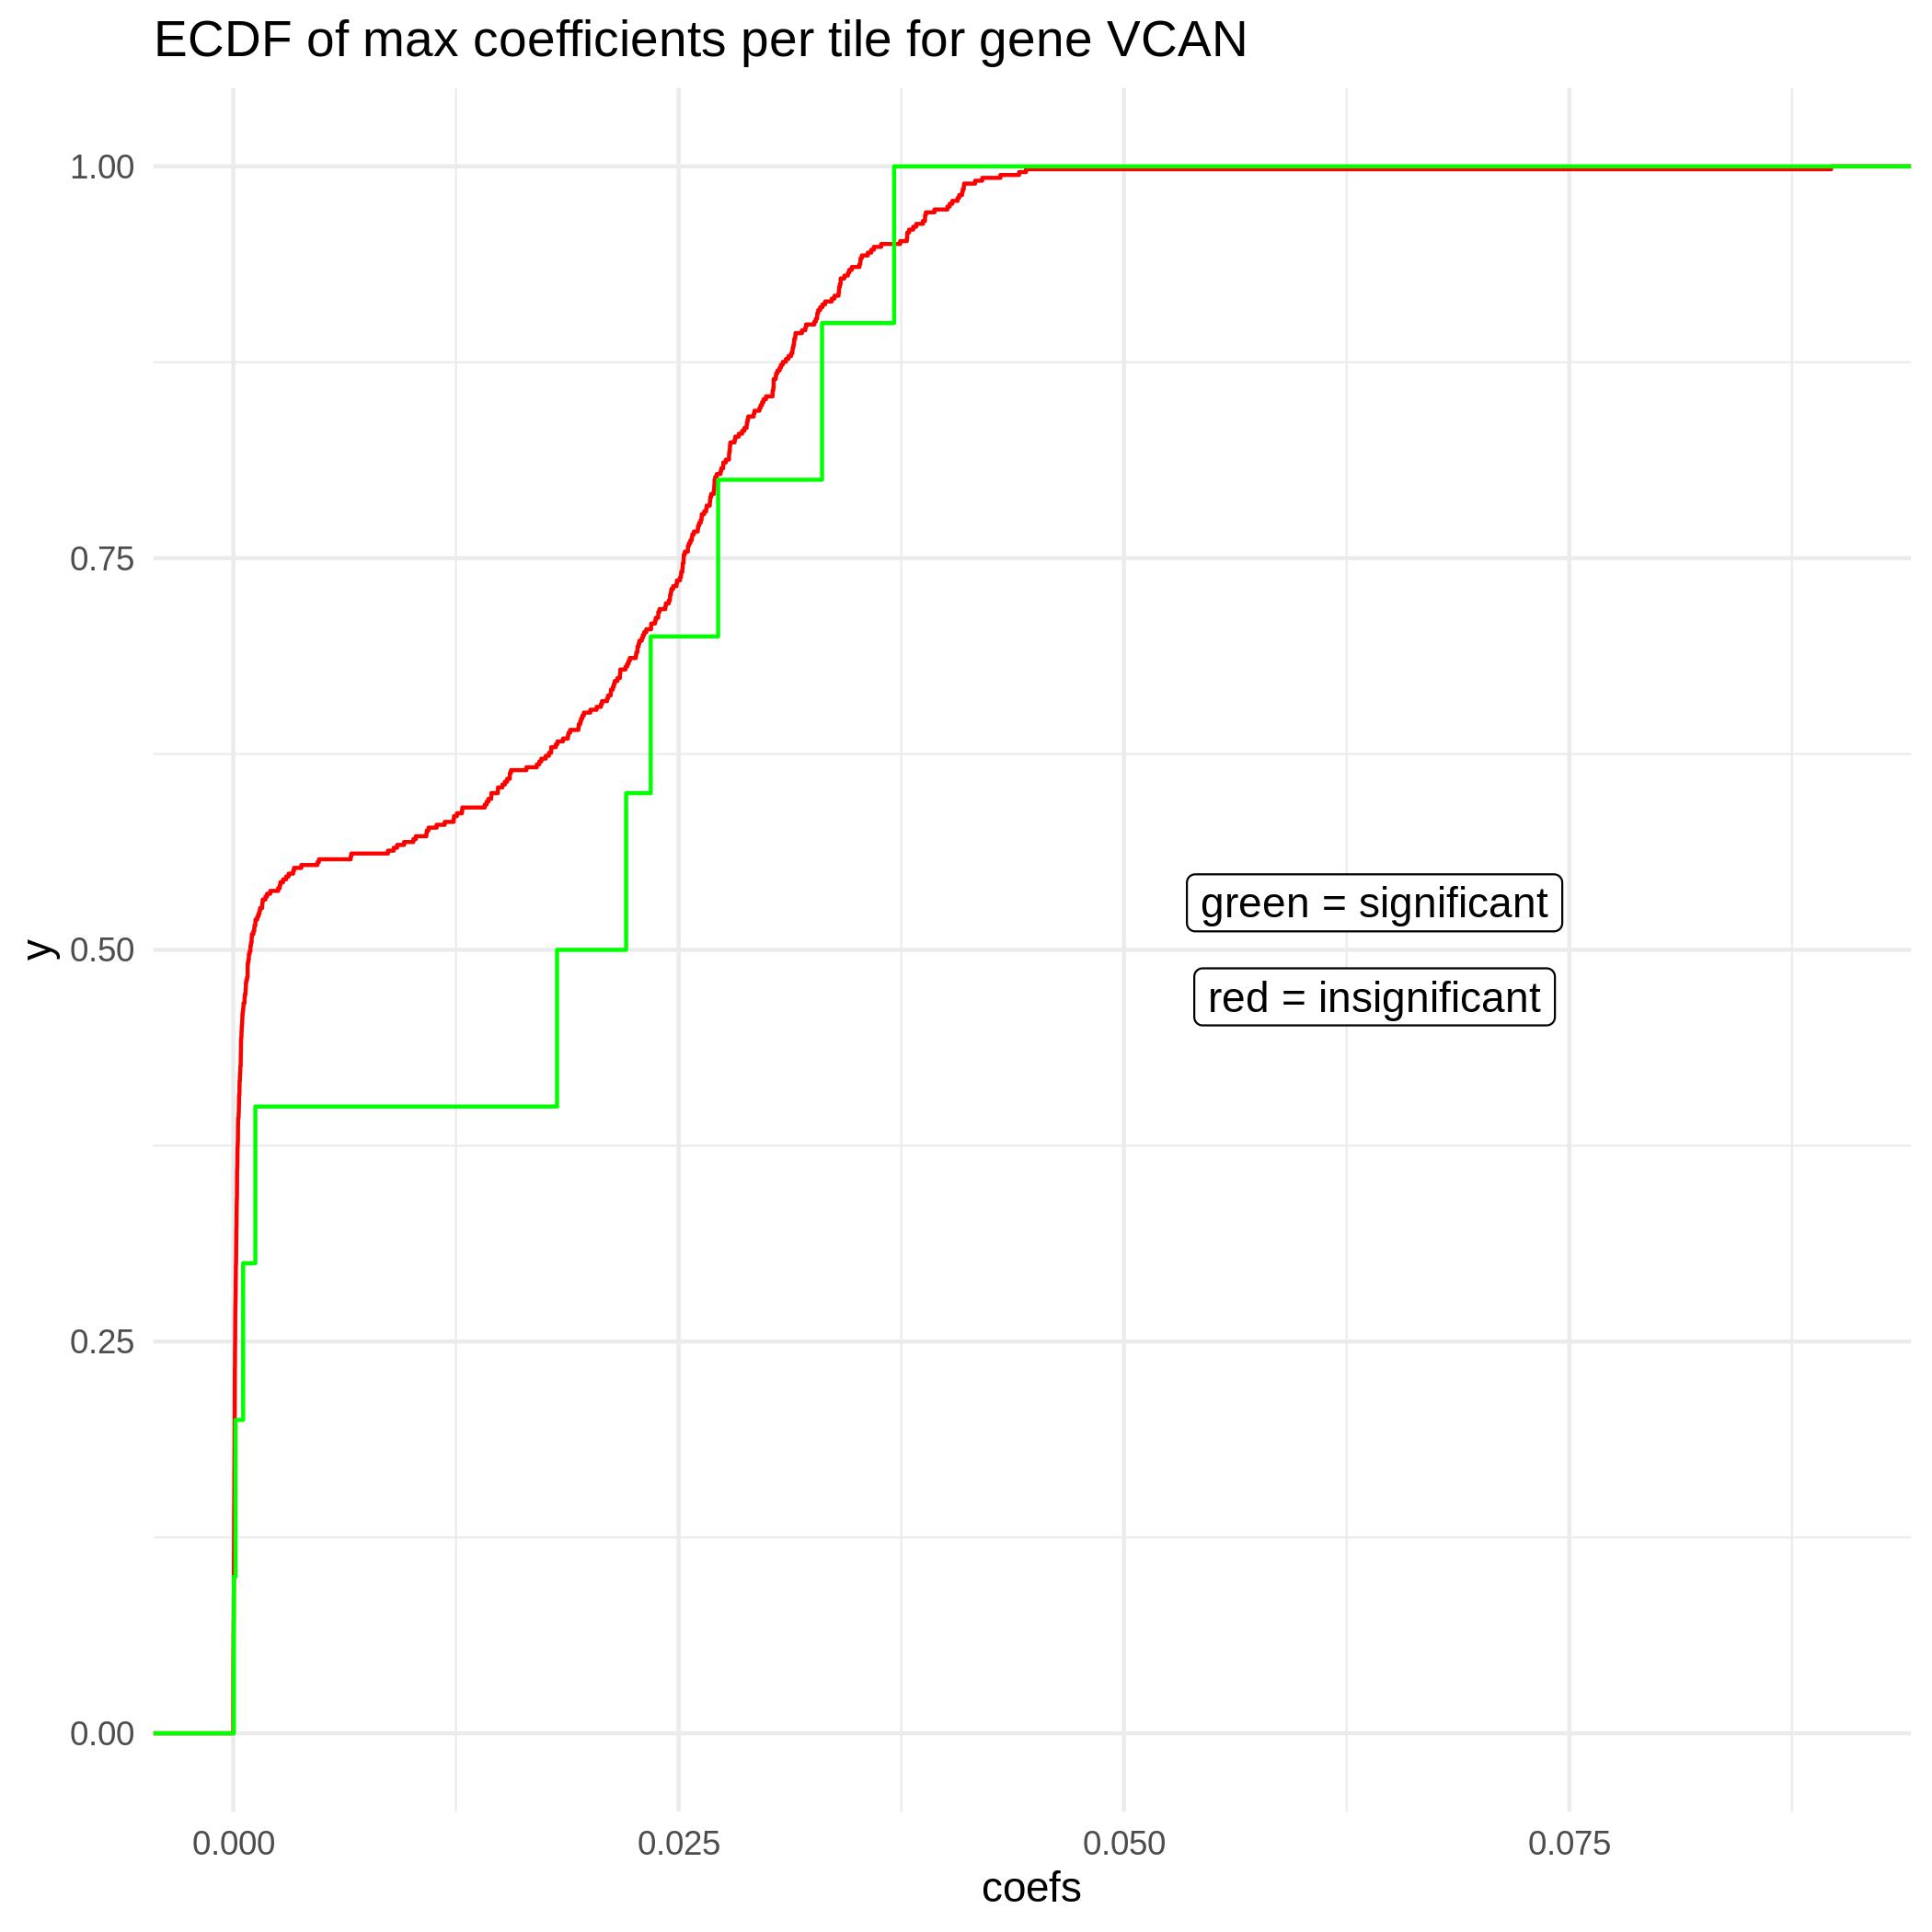 ECDF of max coefficients per tile for gene VCAN
1.00
0.75
0.50
0.25
0.00
y
green = significant
red = insignificant
0.000 0.025 0.050 0.075
coefs